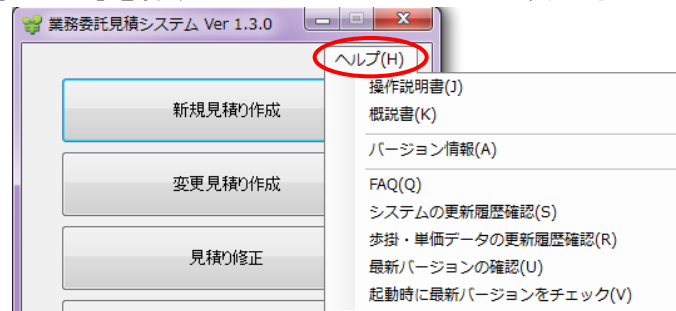 業務委託見積システム Ver 1.3.0
ヘルプ(H)
新規見積り作成
変更見積り作成
見積り修正
操作説明書(J)
概説書(K)
バージョン情報(A)
FAQ(Q)
システムの更新履歴確認(S)
歩掛・単価データの更新履歴確認(R)
最新バージョンの確認(U)
起動時に最新バージョンをチェック(V)